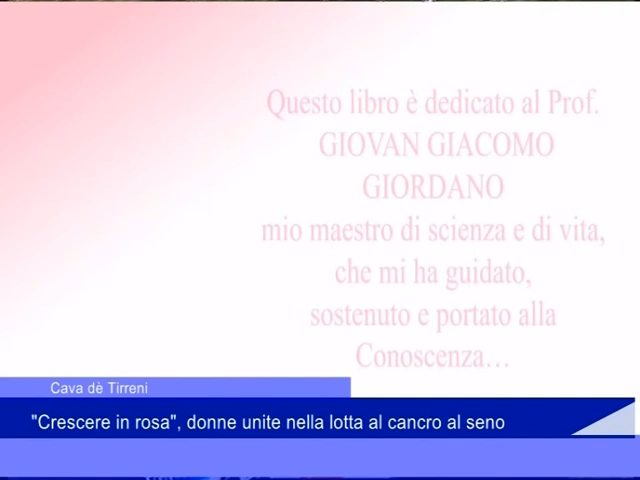 Questo libro è dedicato al Prof.
GIOVAN GIACOMO
GIORDANO
mio maestro di scienza e di vita,
che mi ha guidato,
sostenuto e portato alla
Conoscenza…
Cava dè Tirreni
"Crescere in rosa", donne unite nella lotta al cancro al seno